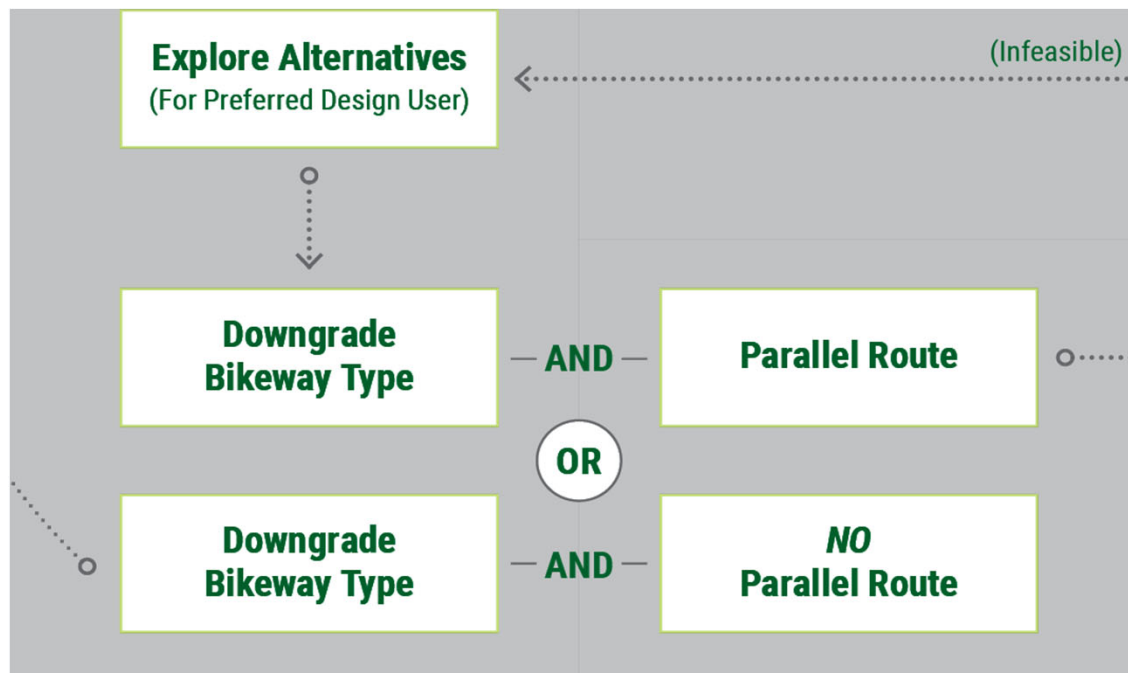 Explore Alternatives
(For Preferred Design User)
(Infeasible)
Downgrade
Bikeway Type
AND
Parallel Route
OR
Downgrade
Bikeway Type
AND
NO
Parallel Route